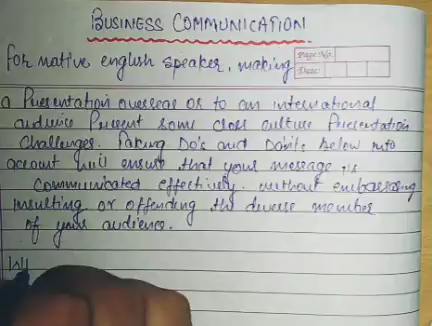 BUSINESS COMMUNICATION
for native english speaker, making
Page No.
Date:
a Presentation overseas or to an international
audience Present some cross culture Presentation
Challenges. Taking Do's and Dont's below into
account will ensure that your message is
communicated effectively without embarassing
insulting or offending the diverse member
of your audience.